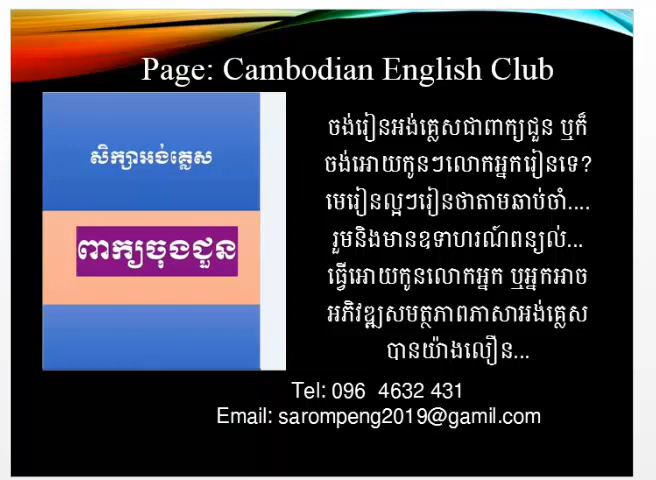 Page: Cambodian English Club
សិក្សាអង់គ្លេស
ពាក្យចុងជួន
ចង់រៀនអង់គ្លេសជាពាក្យជួន ឬក៏
ចង់អោយកូនៗលោកអ្នករៀនទេ?
មេរៀនល្អៗរៀនថាតាមឆាប់ចាំ....
រួមនិងមានឧទាហរណ៍ពន្យល់...
ធ្វើអោយកូនលោកអ្នក ឬអ្នកអាច
អភិវឌ្ឍសមត្ថភាពភាសាអង់គ្លេស
បានយ៉ាងលឿន...
Tel: 096 4632 431
Email: sarompeng2019@gamil.com